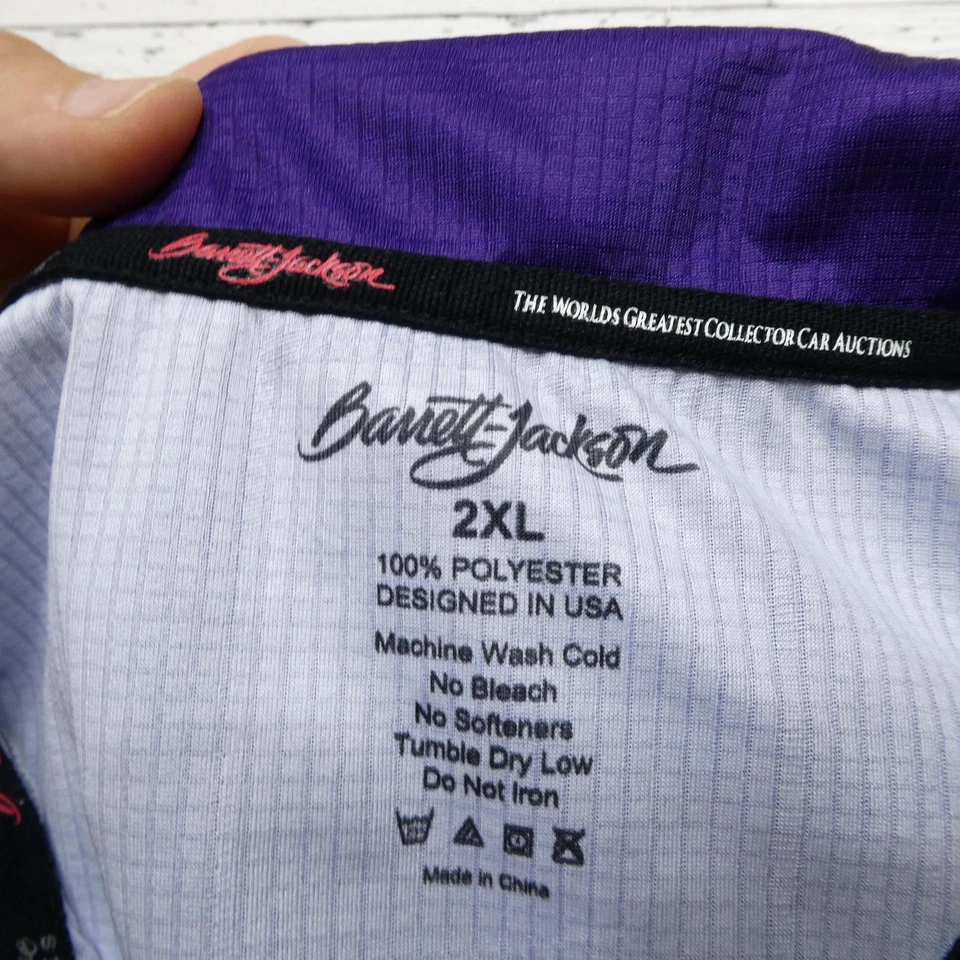 Barrett-Jackson
THE WORLDS GREATEST COLLECTOR CAR AUCTIONS
Barrett-Jackson
2XL
100% POLYESTER
DESIGNED IN USA
Machine Wash Cold
No Bleach
No Softeners
Tumble Dry Low
Do Not Iron
Made in China